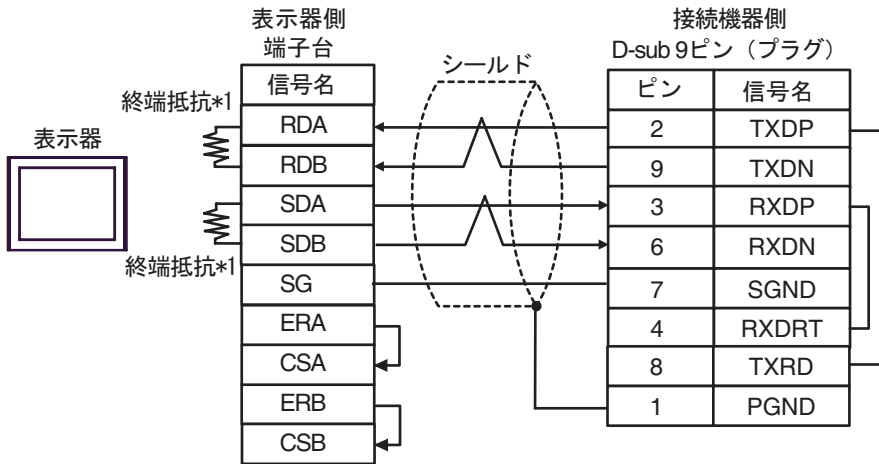 表示器側
端子台
接続機器側
D-sub 9ピン（プラグ）
シールド
終端抵抗*1
表示器
終端抵抗*1
信号名
RDA
RDB
SDA
SDB
SG
ERA
CSA
ERB
CSB
ピン 信号名
2 TXDP
9 TXDN
3 RXDP
6 RXDN
7 SGND
4 RXDRT
8 TXRD
1 PGND